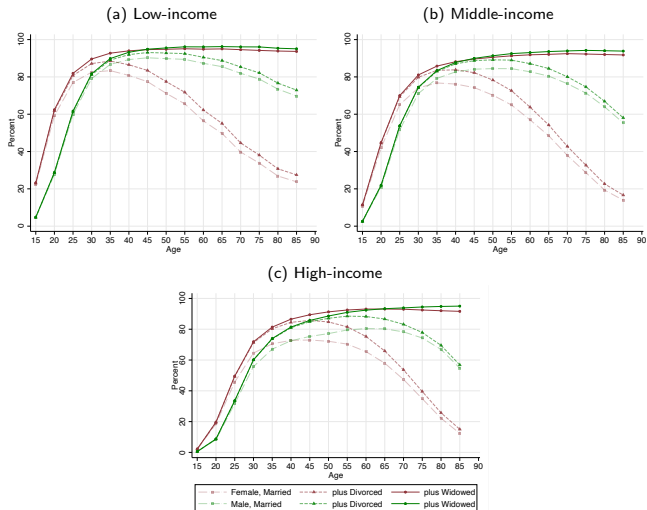 (a) Low-income
(b) Middle-income
100
80
60
40
20
0
Percent
15 20 25 30 35 40 45 50 55 60 65 70 75 80 85 90
Age
100
80
60
40
20
0
Percent
15 20 25 30 35 40 45 50 55 60 65 70 75 80 85 90
Age
(c) High-income
100
80
60
40
20
0
Percent
15 20 25 30 35 40 45 50 55 60 65 70 75 80 85 90
Age
Female, Married plus Divorced plus Widowed
Male, Married plus Divorced plus Widowed